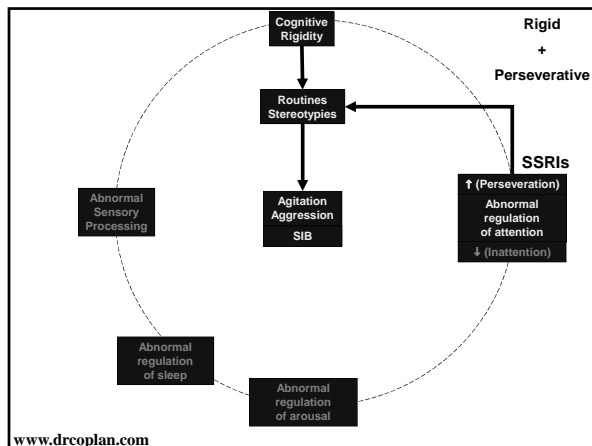 Cognitive
Rigidity
Rigid
+
Perseverative
Routines
Stereotypies
SSRIs
↑ (Perseveration)
Abnormal
regulation
of attention
↓ (Inattention)
Abnormal
Sensory
Processing
Agitation
Aggression
SIB
Abnormal
regulation
of sleep
Abnormal
regulation
of arousal
www.drcoplan.com